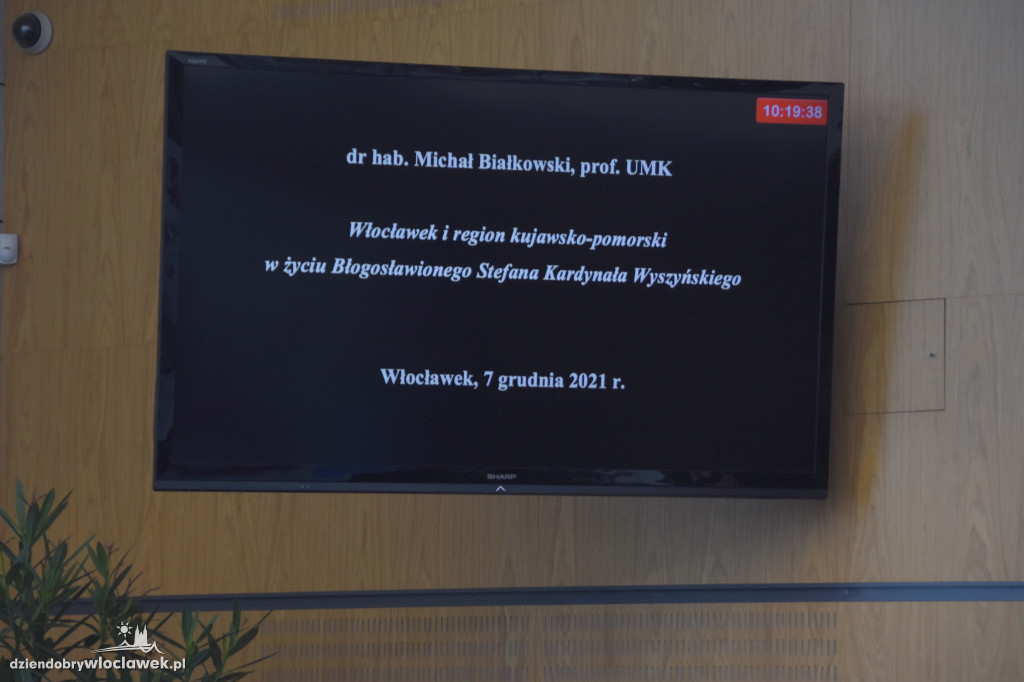 10:19:38
dr hab. Michał Białkowski, prof. UMK
Włocławek i region kujawsko-pomorski
w życiu Błogosławionego Stefana Kardynała Wyszyńskiego
Włocławek, 7 grudnia 2021 r.
SHARP
dziendobrywloclawek.pl